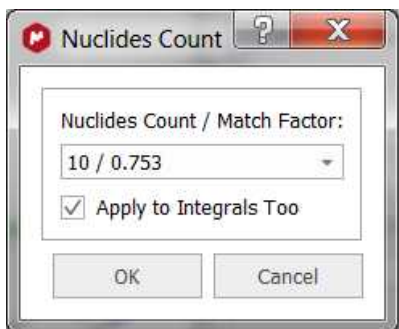 Nuclides Count
Nuclides Count / Match Factor:
10 / 0.753
Apply to Integrals Too
OK
Cancel